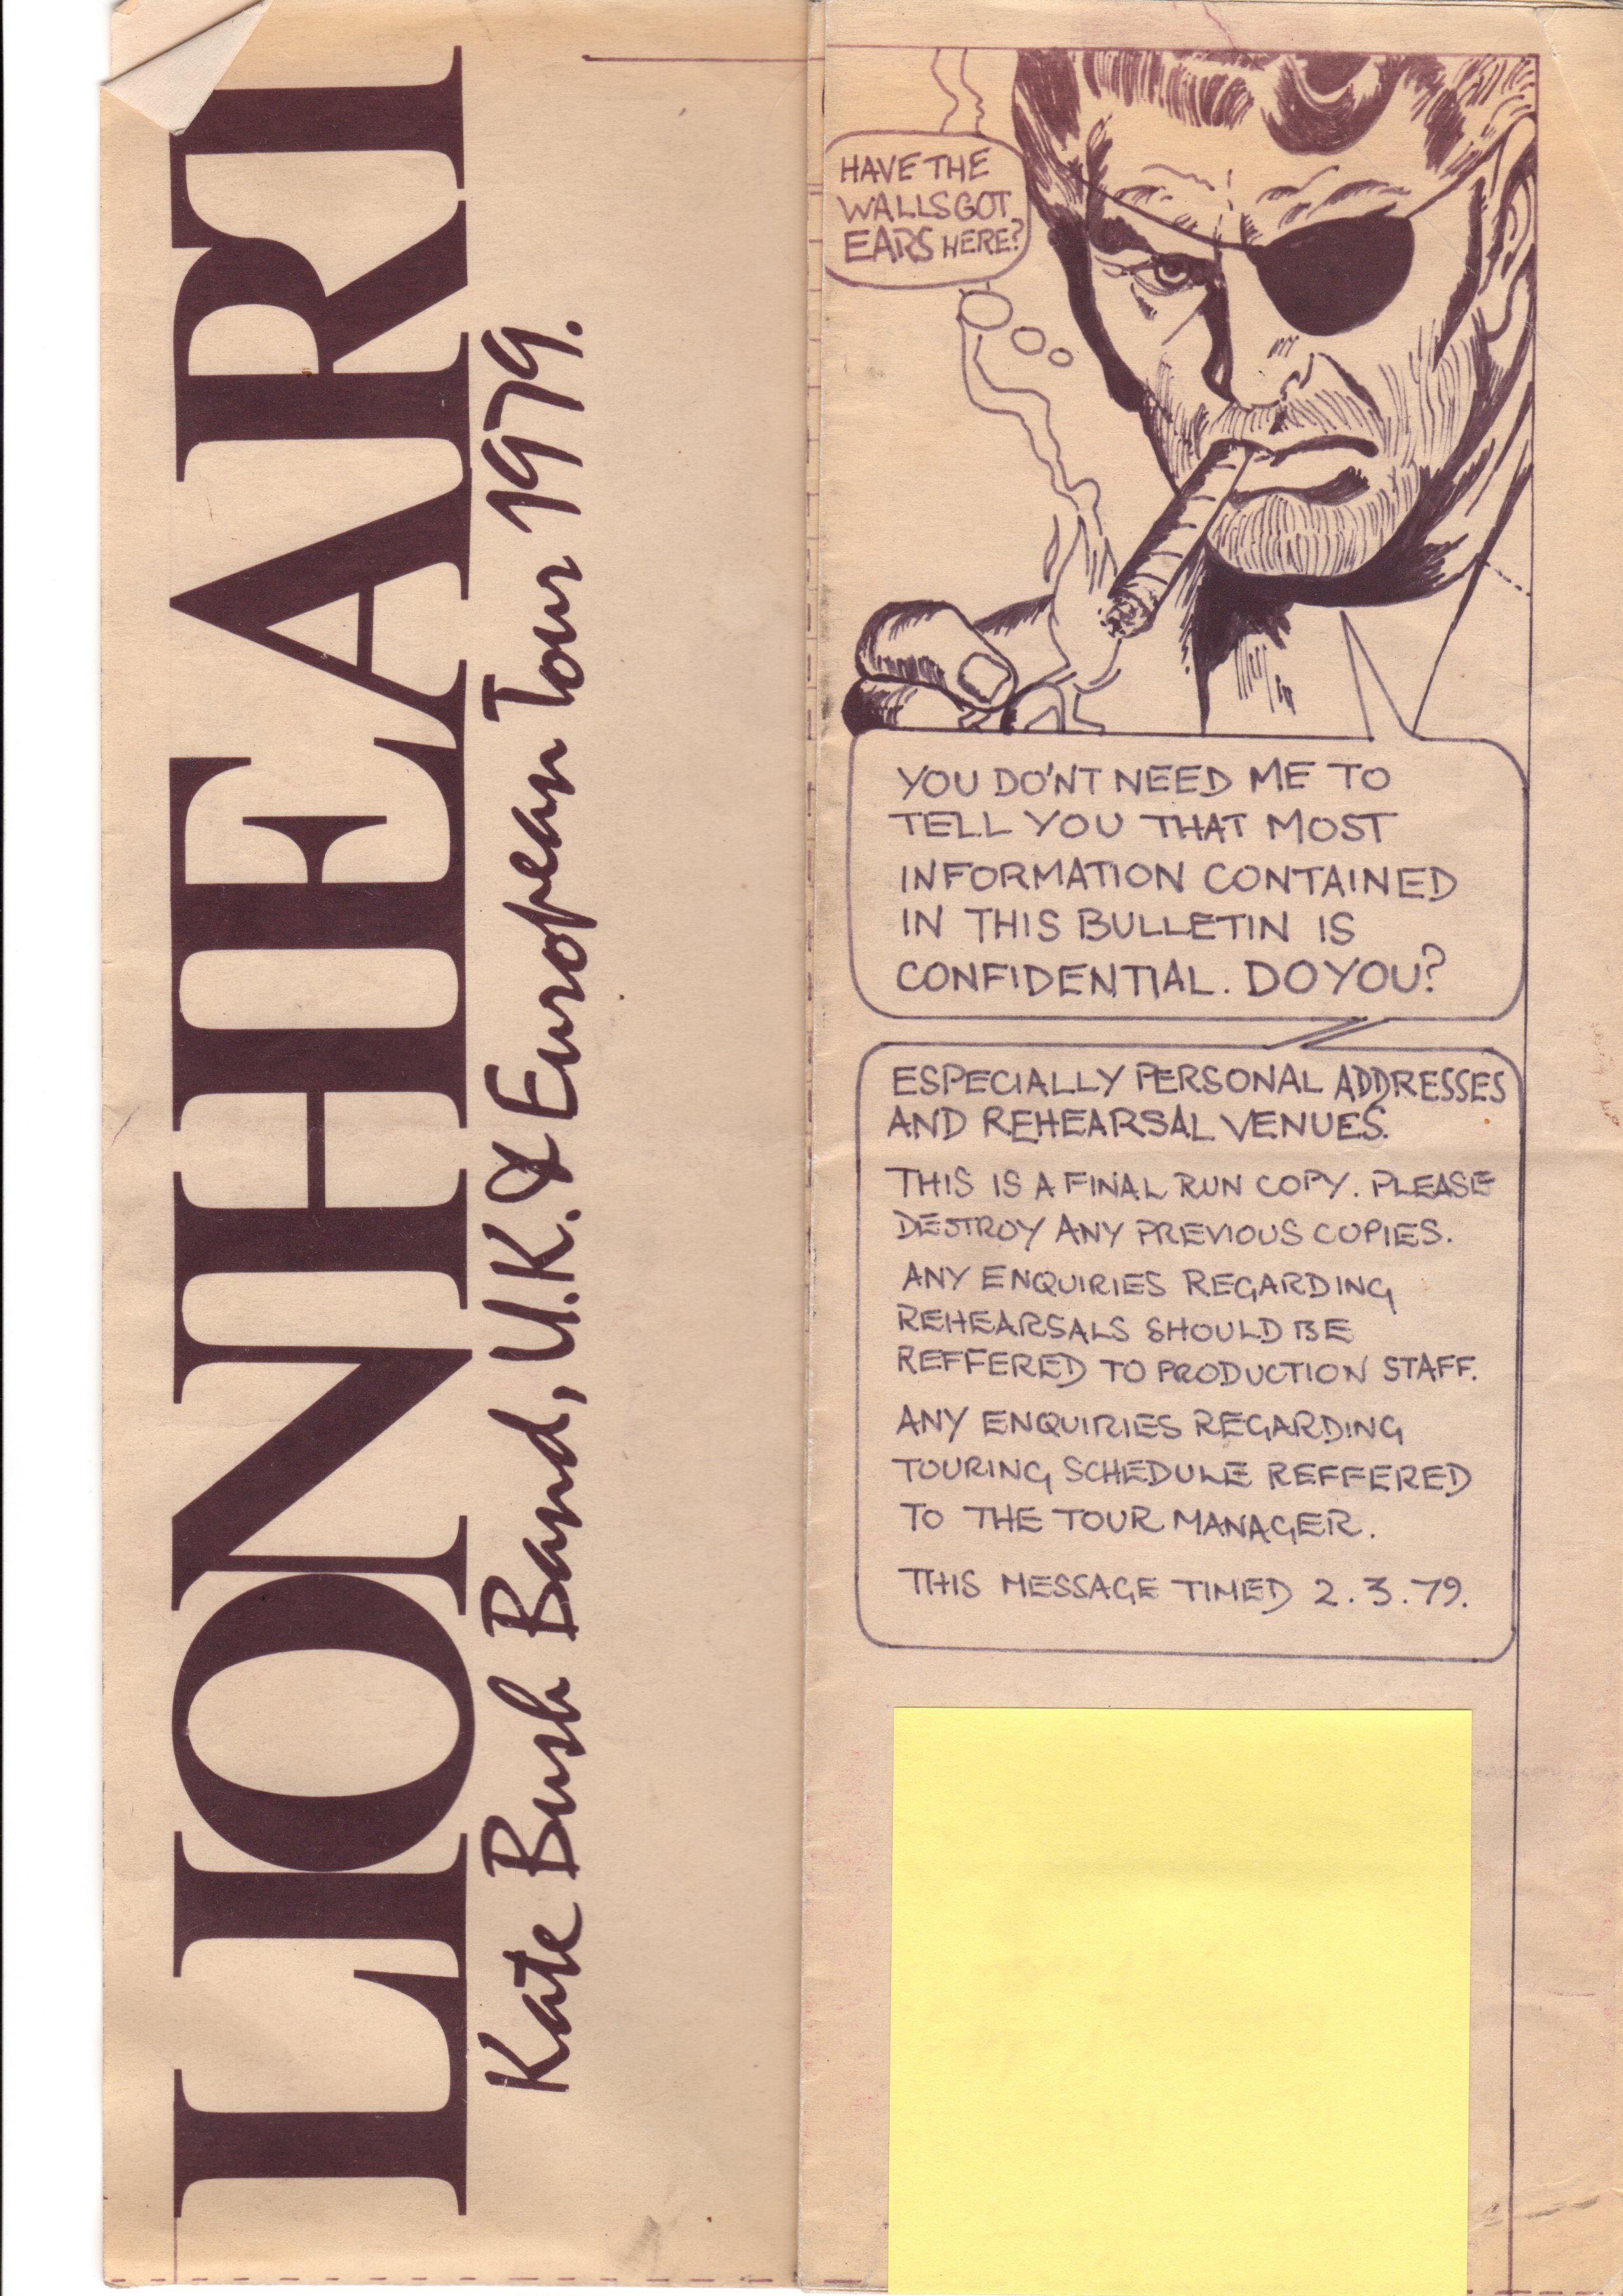 LIONHEART
Kate Bush Band, U.K. & European Tour 1979.
HAVE THE
WALLS GOT
EARS HERE?
YOU DO'NT NEED ME TO
TELL YOU THAT MOST
INFORMATION CONTAINED
IN THIS BULLETIN IS
CONFIDENTIAL. DO YOU?
ESPECIALLY PERSONAL ADDRESSES
AND REHEARSAL VENUES.
THIS IS A FINAL RUN COPY. PLEASE
DESTROY ANY PREVIOUS COPIES.
ANY ENQUIRIES REGARDING
REHEARSALS SHOULD BE
REFFERED TO PRODUCTION STAFF.
ANY ENQUIRIES REGARDING
TOURING SCHEDULE REFFERED
TO THE TOUR MANAGER.
THIS MESSAGE TIMED 2.3.79.